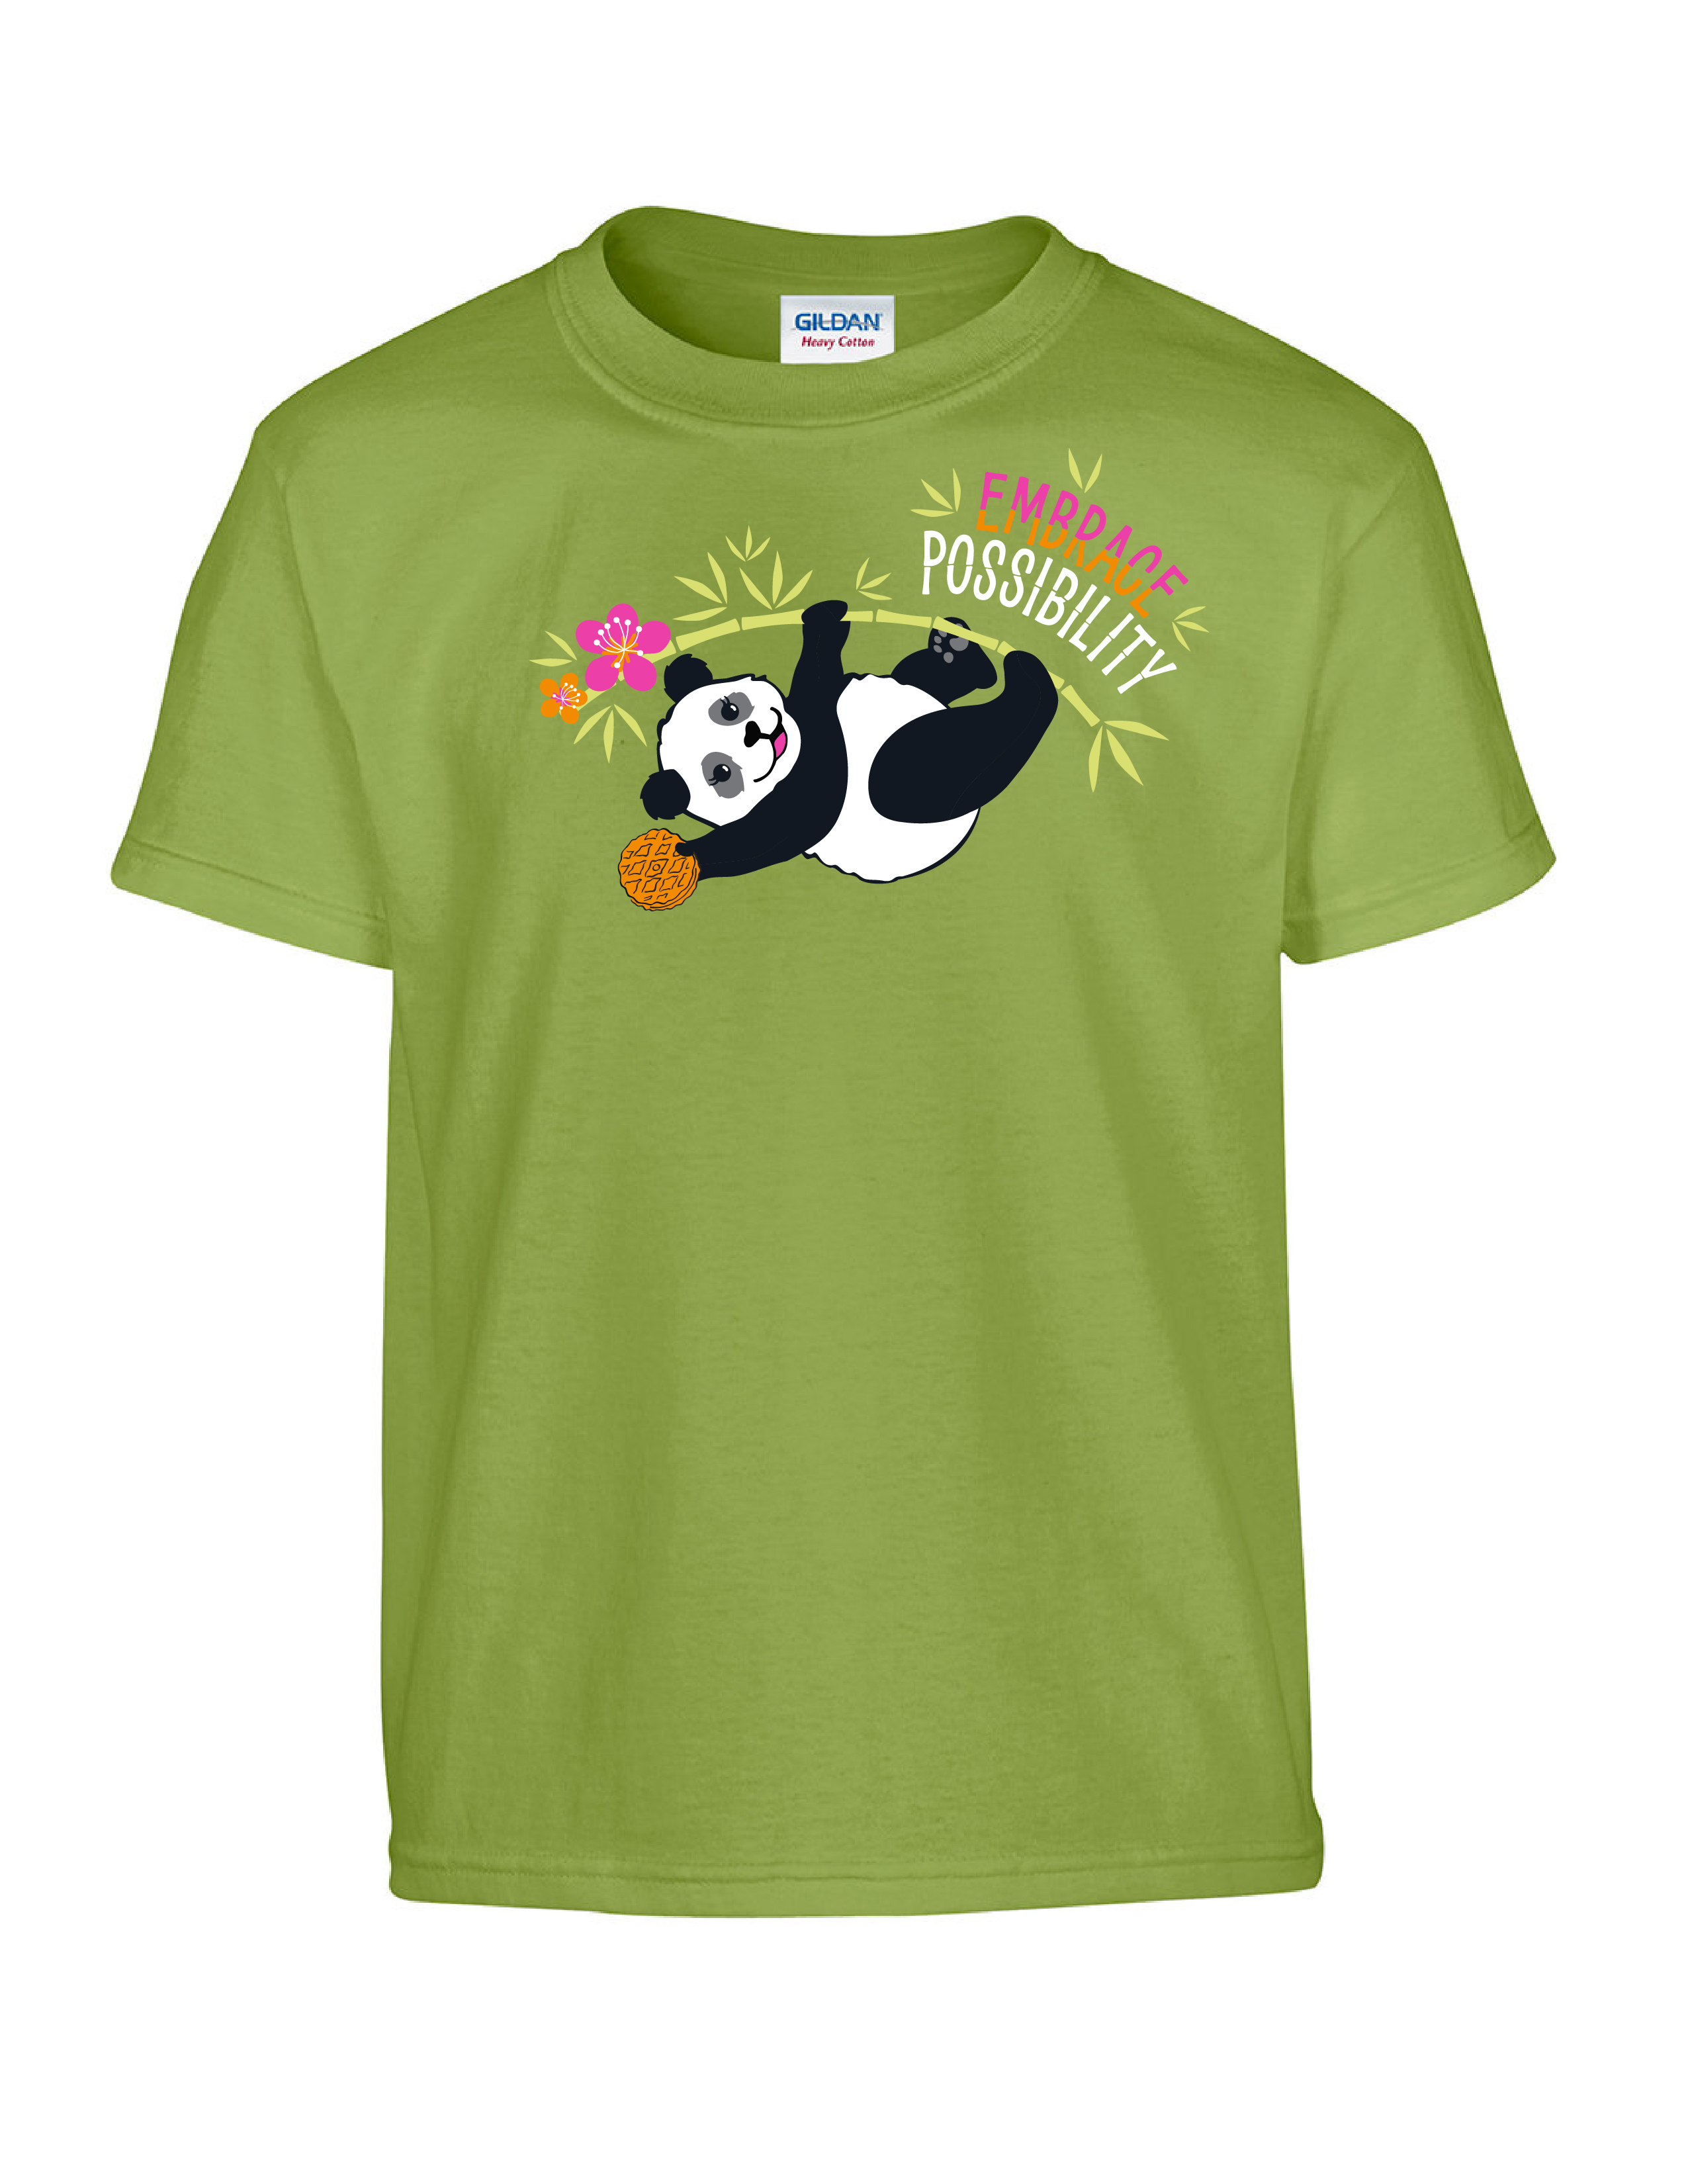 GILDAN
Heavy Cotton
EMBRACE
POSSIBILITY